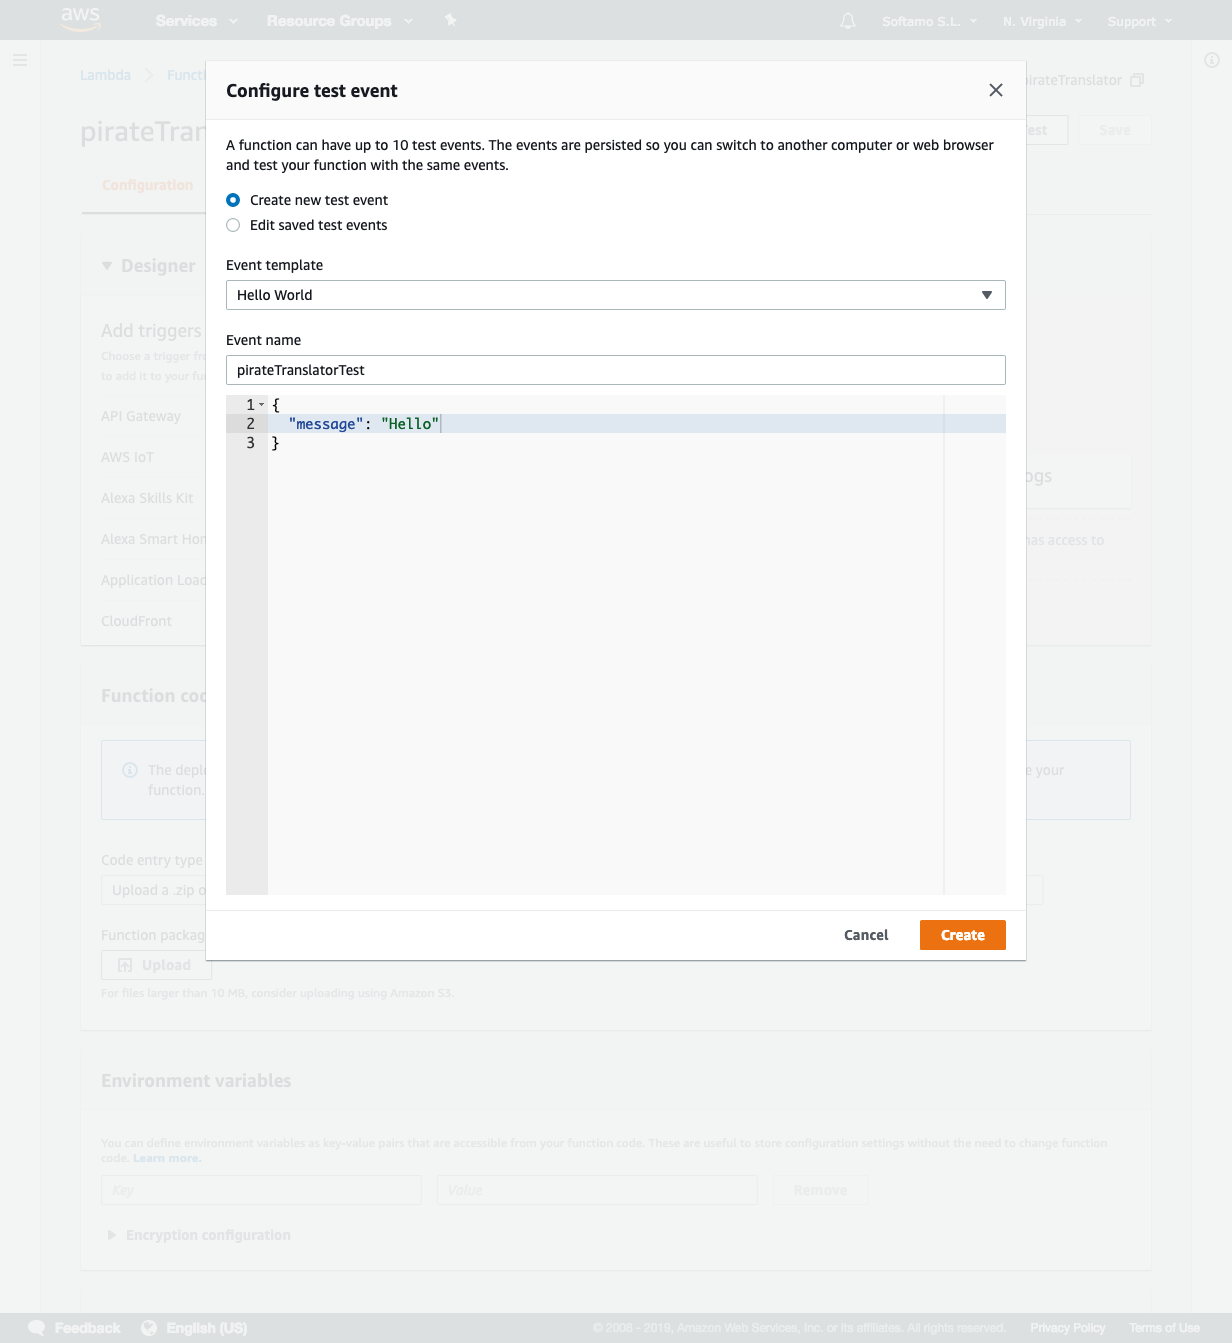 aws Services Resource Groups Softamo S.L. N. Virginia Support
Lambda Functi irateTranslator
pirateTran est Save
Configuration
Configure test event
A function can have up to 10 test events. The events are persisted so you can switch to another computer or web browser
and test your function with the same events.
Create new test event
Edit saved test events
Event template
Hello World
Event name
pirateTranslatorTest
1 {
2 "message": "Hello"
3 }
Cancel Create
Designer
Add triggers
Choose a trigger fr
to add it to your fu
API Gateway
AWS IoT
Alexa Skills Kit
Alexa Smart Hom
Application Load
CloudFront
ogs
has access to
Function cod
The deplo e your
function.
Code entry type
Upload a .zip o
Function packag
Upload
For files larger than 10 MB, consider uploading using Amazon S3.
Environment variables
You can define environment variables as key-value pairs that are accessible from your function code. These are useful to store configuration settings without the need to change function
code. Learn more.
Key Value Remove
Encryption configuration
Feedback English (US) © 2008 - 2019, Amazon Web Services, Inc. or its affiliates. All rights reserved. Privacy Policy Terms of Use